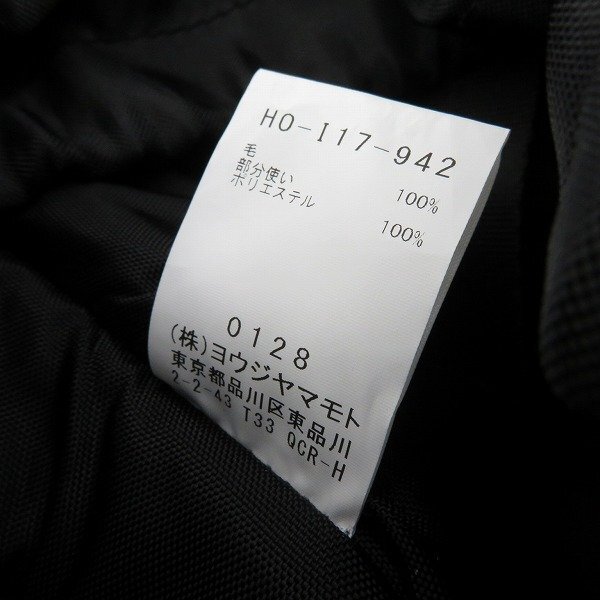 HO-I17-942
毛 100%
部分使い
ポリエステル 100%
0128
(株)ヨウジヤマモト
東京都品川区東品川
2-2-43 T33 QCR-H